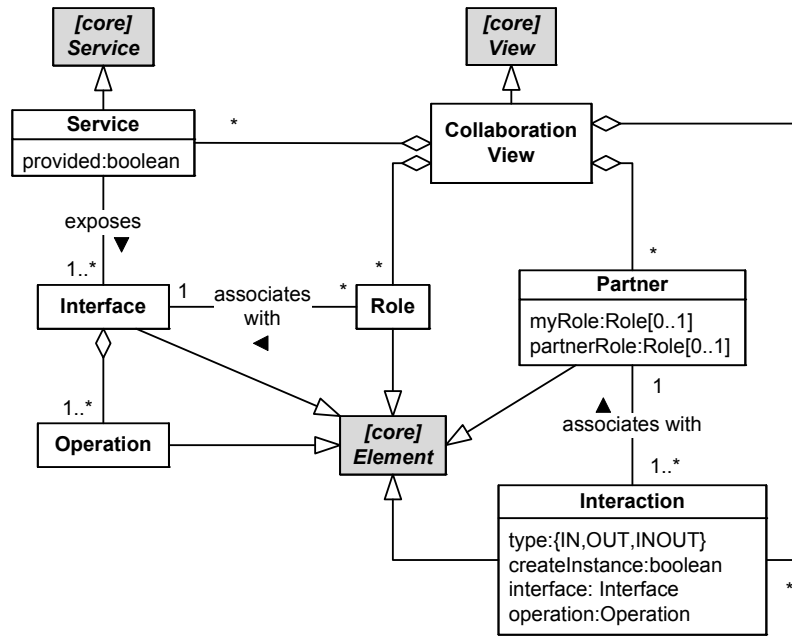 [core]
Service
[core]
View
Service
provided:boolean
*
Collaboration
View
exposes
▼
1..*
*
*
Interface
1
associates
with
◄
*
Role
Partner
myRole:Role[0..1]
partnerRole:Role[0..1]
1..*
Operation
[core]
Element
1
▲
associates with
1..*
Interaction
type:{IN,OUT,INOUT}
createInstance:boolean
interface: Interface
operation:Operation
*